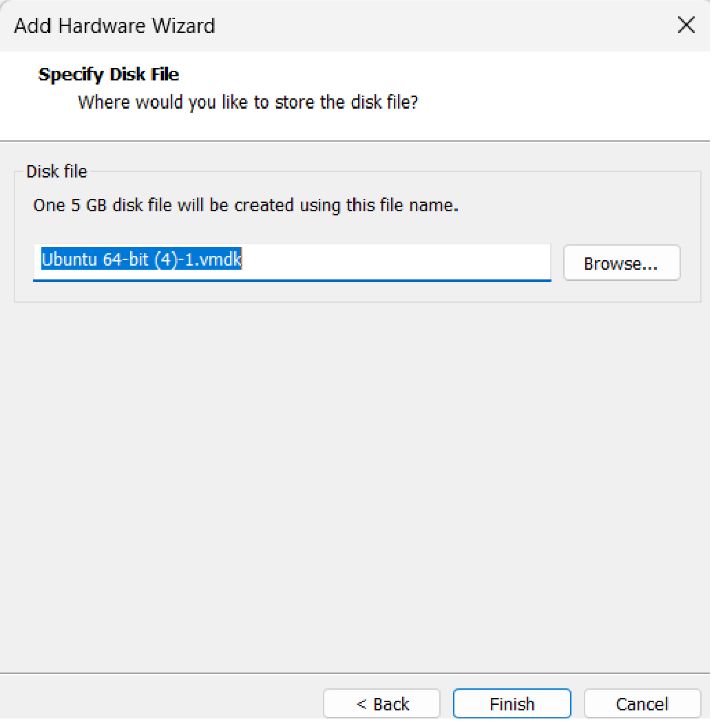 Add Hardware Wizard
Specify Disk File
Where would you like to store the disk file?
Disk file
One 5 GB disk file will be created using this file name.
Ubuntu 64-bit (4)-1.vmdk
Browse...
< Back
Finish
Cancel